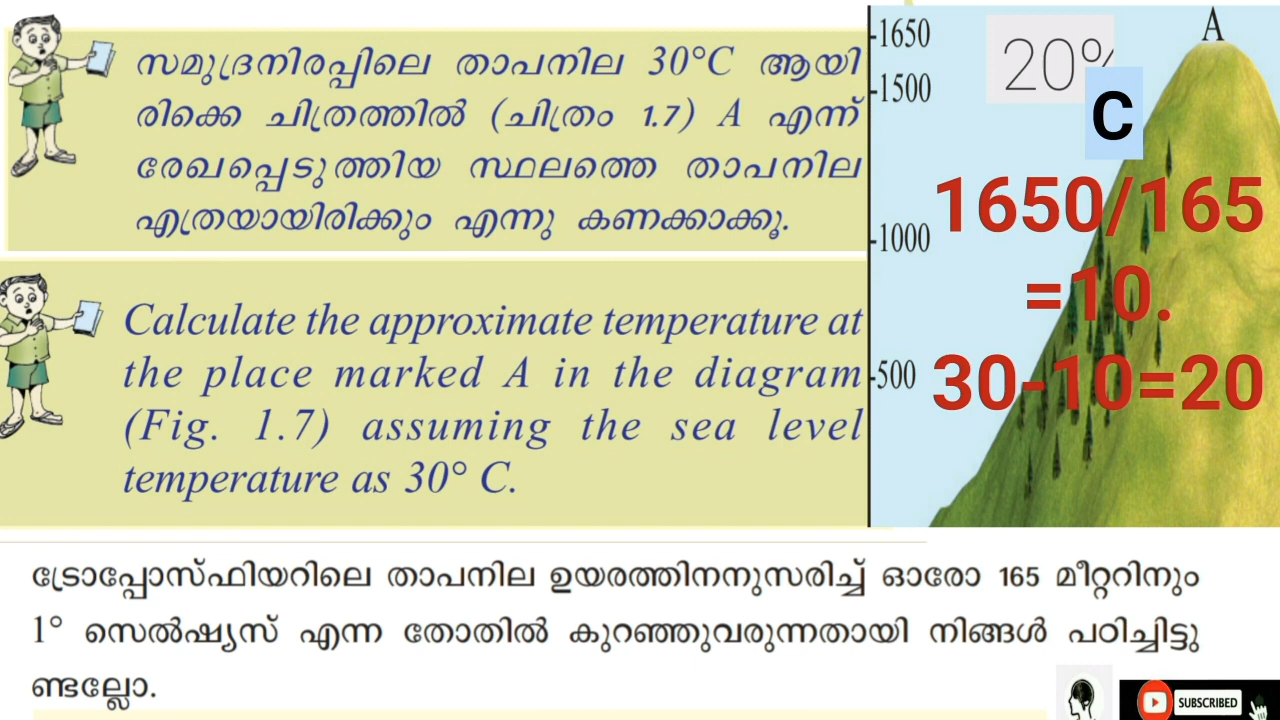 സമുദ്രനിരപ്പിലെ താപനില 30°C ആയി
രിക്കെ ചിത്രത്തിൽ (ചിത്രം 1.7) A എന്ന്
രേഖപ്പെടുത്തിയ സ്ഥലത്തെ താപനില
എത്രയായിരിക്കും എന്നു കണക്കാക്കൂ.
Calculate the approximate temperature at
the place marked A in the diagram
(Fig. 1.7) assuming the sea level
temperature as 30° C.
A
1650
1500
1000
500
20%
C
1650/165
=10.
30-10=20
ട്രോപ്പോസ്ഫിയറിലെ താപനില ഉയരത്തിനനുസരിച്ച് ഓരോ 165 മീറ്ററിനും
1° സെൽഷ്യസ് എന്ന തോതിൽ കുറഞ്ഞുവരുന്നതായി നിങ്ങൾ പഠിച്ചിട്ടു
ണ്ടല്ലോ.
SUBSCRIBED